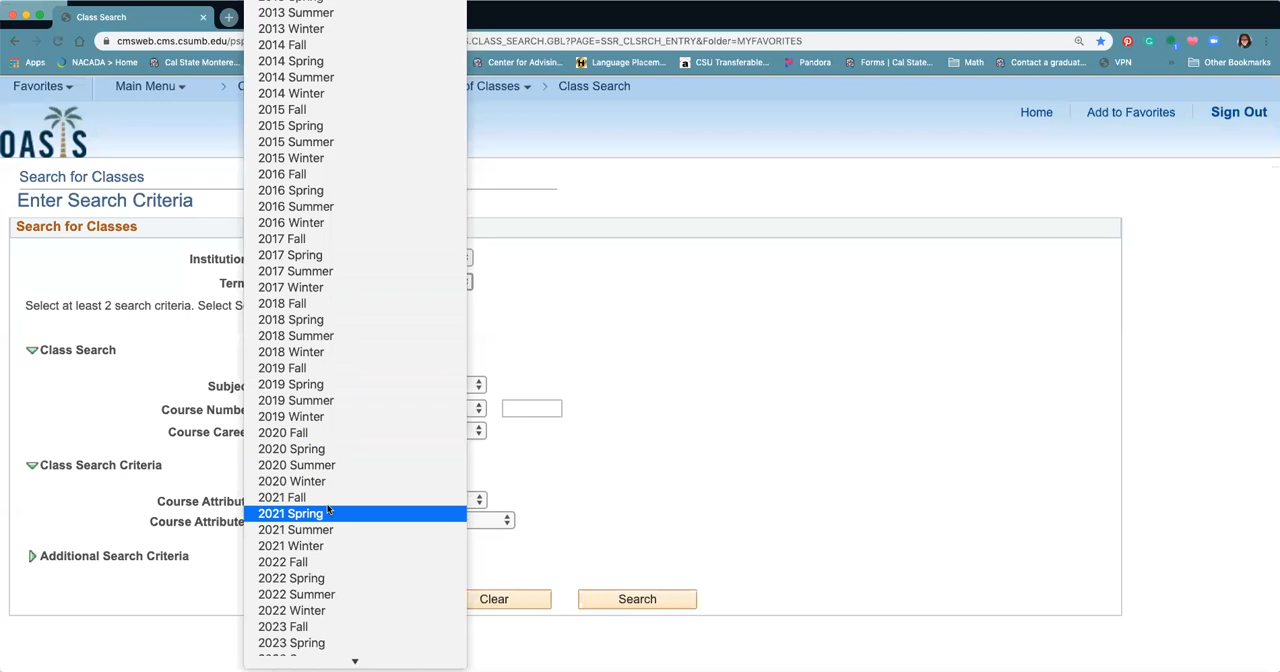 Class Search
cmsweb.cms.csumb.edu/psp
S.CLASS_SEARCH.GBL?PAGE=SSR_CLSRCH_ENTRY&Folder=MYFAVORITES
Apps
NACADA > Home
Cal State Montere...
Center for Advisin...
Language Placem...
CSU Transferable...
Pandora
Forms | Cal State...
Math
Contact a graduat...
VPN
»
Other Bookmarks
Favorites
Main Menu
>
of Classes
>
Class Search
OASIS
Home
Add to Favorites
Sign Out
Search for Classes
Enter Search Criteria
Search for Classes
Institution
Term
Select at least 2 search criteria. Select S
Class Search
Subje
Course Numbe
Course Caree
Class Search Criteria
Course Attribut
Course Attribute
Additional Search Criteria
Clear
Search
2013 Summer
2013 Winter
2014 Fall
2014 Spring
2014 Summer
2014 Winter
2015 Fall
2015 Spring
2015 Summer
2015 Winter
2016 Fall
2016 Spring
2016 Summer
2016 Winter
2017 Fall
2017 Spring
2017 Summer
2017 Winter
2018 Fall
2018 Spring
2018 Summer
2018 Winter
2019 Fall
2019 Spring
2019 Summer
2019 Winter
2020 Fall
2020 Spring
2020 Summer
2020 Winter
2021 Fall
2021 Spring
2021 Summer
2021 Winter
2022 Fall
2022 Spring
2022 Summer
2022 Winter
2023 Fall
2023 Spring